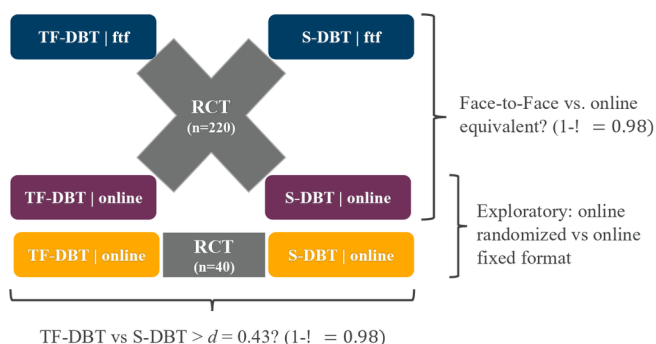 TF-DBT | ftf
S-DBT | ftf
RCT
(n=220)
Face-to-Face vs. online
equivalent? (1-! = 0.98)
TF-DBT | online
S-DBT | online
Exploratory: online
randomized vs online
fixed format
TF-DBT | online
RCT
(n=40)
S-DBT | online
TF-DBT vs S-DBT > d = 0.43? (1-! = 0.98)